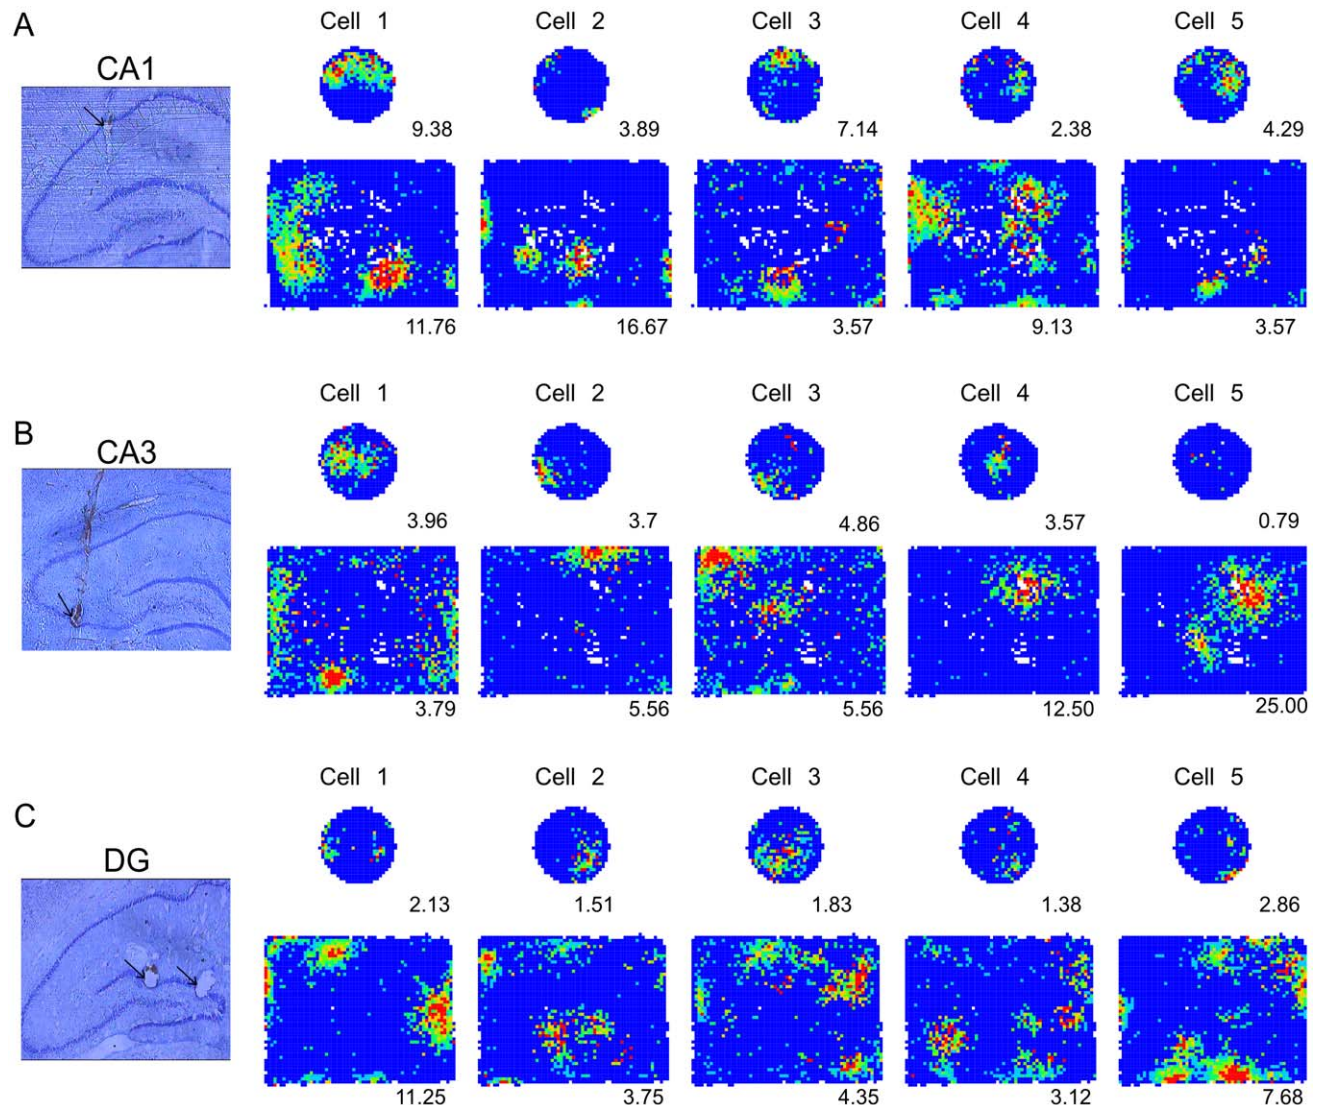 A
CA1
Cell 1 Cell 2 Cell 3 Cell 4 Cell 5
9.38 3.89 7.14 2.38 4.29
11.76 16.67 3.57 9.13 3.57
B
CA3
Cell 1 Cell 2 Cell 3 Cell 4 Cell 5
3.96 3.7 4.86 3.57 0.79
3.79 5.56 5.56 12.50 25.00
C
DG
Cell 1 Cell 2 Cell 3 Cell 4 Cell 5
2.13 1.51 1.83 1.38 2.86
11.25 3.75 4.35 3.12 7.68